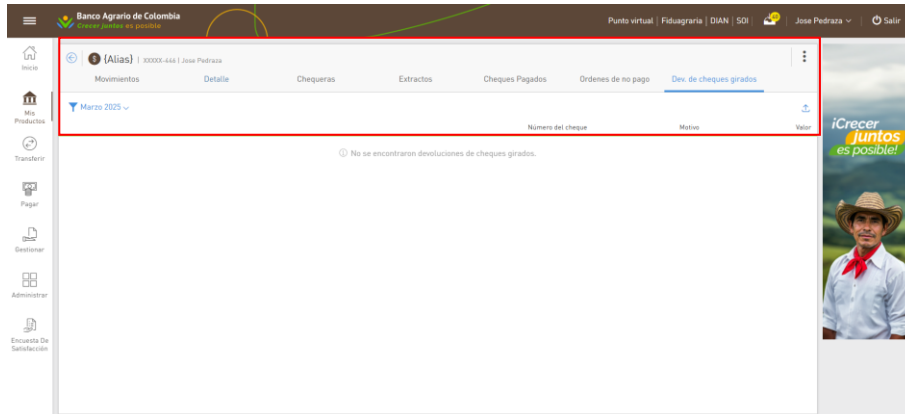 Banco Agrario de Colombia
Crecer juntos es posible
Punto virtual | Fiduagraria | DIAN | SOI | Jose Pedraza Salir
Inicio
Mis Productos
Transferir
Pagar
Gestionar
Administrar
Encuesta De Satisfacción
$ {Alias} | XXXXX-666 | Jose Pedraza
Movimientos Detalle Chequeras Extractos Cheques Pagados Ordenes de no pago Dev. de cheques girados
Marzo 2025
Número del cheque Motivo Valor
No se encontraron devoluciones de cheques girados.
¡Crecer
juntos
es posible!